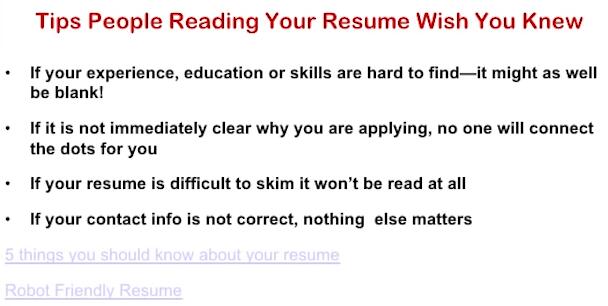 Tips People Reading Your Resume Wish You Knew
• If your experience, education or skills are hard to find—it might as well
be blank!
• If it is not immediately clear why you are applying, no one will connect
the dots for you
• If your resume is difficult to skim it won't be read at all
• If your contact info is not correct, nothing  else matters
5 things you should know about your resume
Robot Friendly Resume